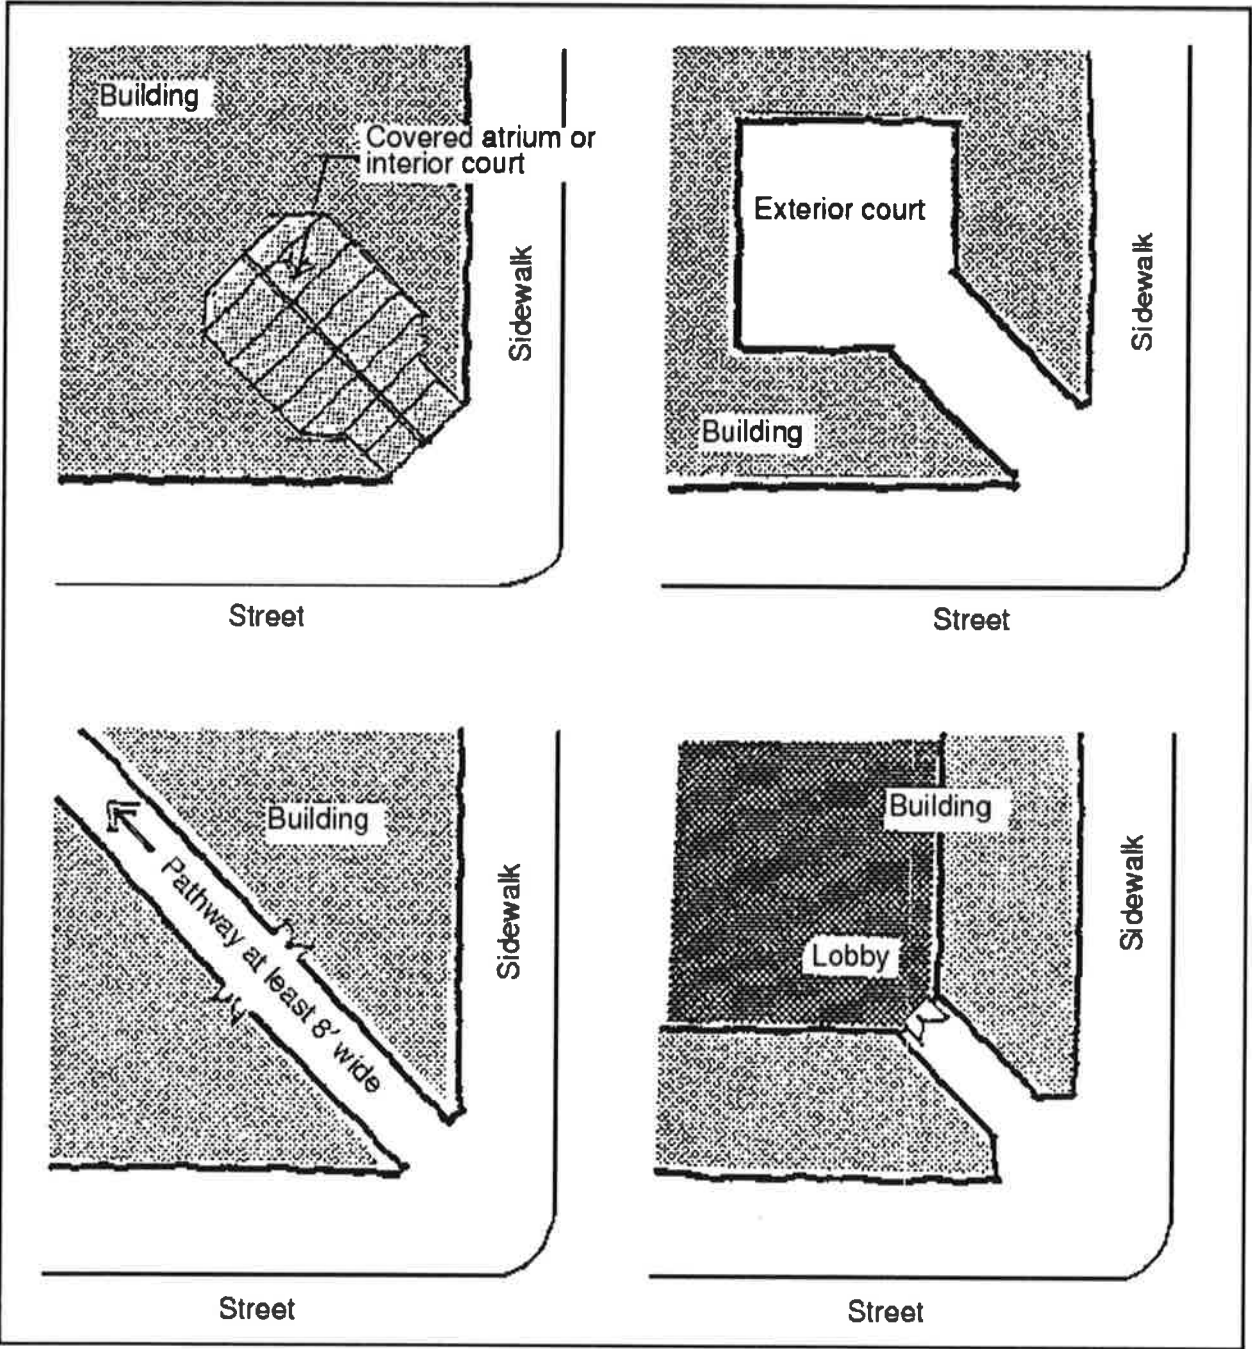 Building
Covered atrium or
interior court
Sidewalk
Street
Exterior court
Building
Sidewalk
Street
Building
Pathway at least 8' wide
Sidewalk
Street
Building
Lobby
Sidewalk
Street